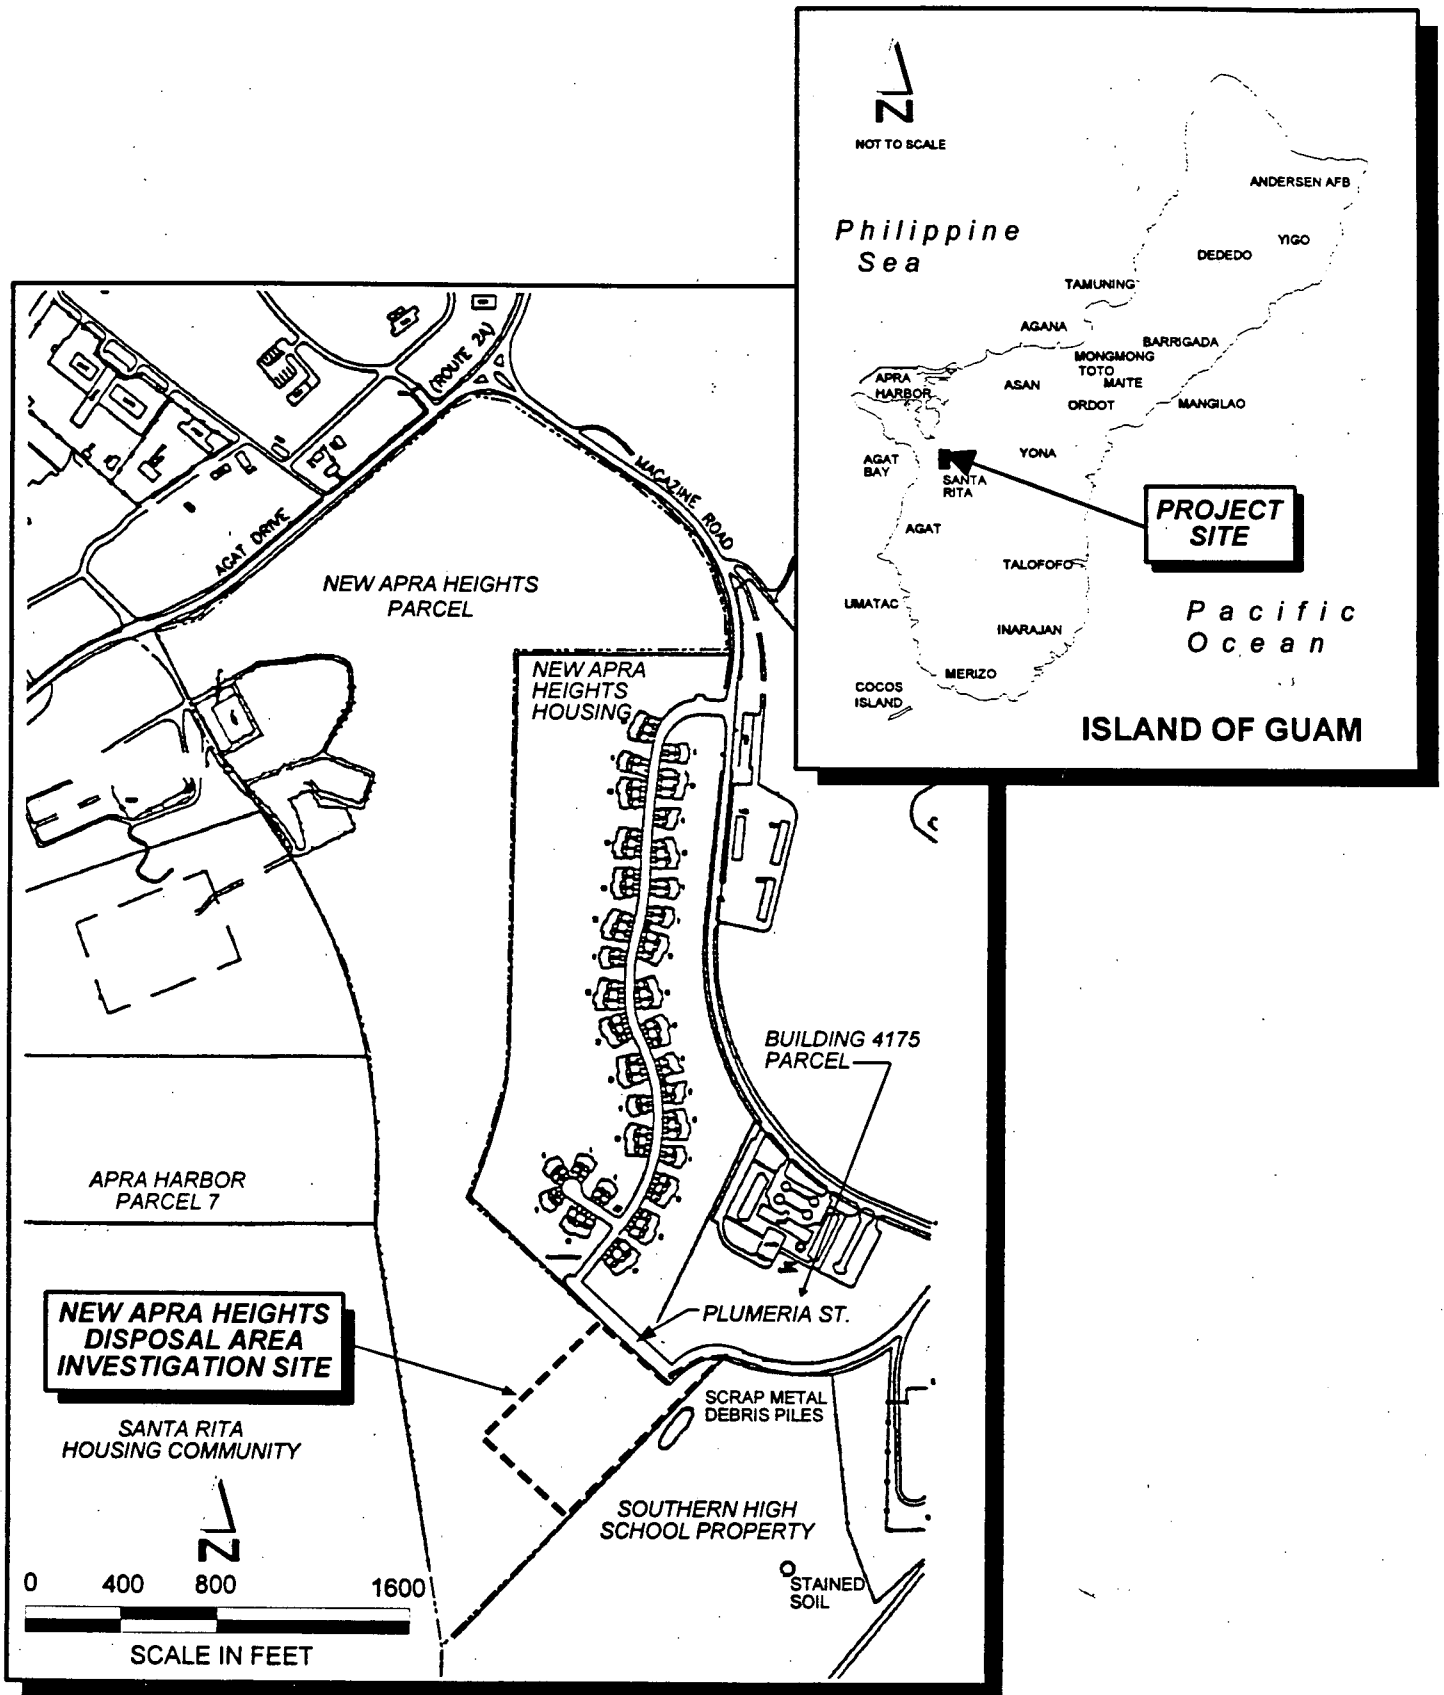 N
NOT TO SCALE
Philippine
Sea
ANDERSEN AFB
YIGO
DEDEDO
TAMUNING
AGANA
BARRIGADA
MONGMONG
TOTO
MAITE
APRA
HARBOR
ASAN
ORDOT
MANGILAO
AGAT
BAY
YONA
SANTA
RITA
PROJECT
SITE
AGAT
TALOFOFO
UMATAC
INARAJAN
Pacific
Ocean
MERIZO
COCOS
ISLAND
ISLAND OF GUAM
(ROUTE 2A)
MAGAZINE ROAD
AGAT DRIVE
NEW APRA HEIGHTS
PARCEL
NEW APRA
HEIGHTS
HOUSING
BUILDING 4175
PARCEL
APRA HARBOR
PARCEL 7
PLUMERIA ST.
NEW APRA HEIGHTS
DISPOSAL AREA
INVESTIGATION SITE
SCRAP METAL
DEBRIS PILES
SANTA RITA
HOUSING COMMUNITY
SOUTHERN HIGH
SCHOOL PROPERTY
N
STAINED
SOIL
0 400 800 1600
SCALE IN FEET